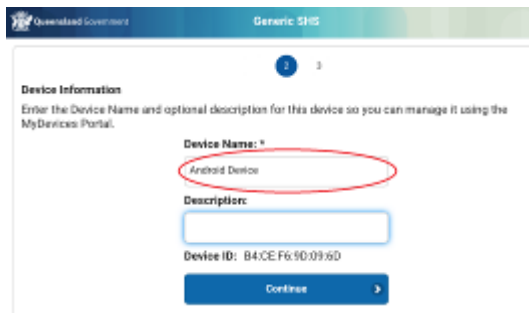 Queensland Government
Generic SHS
2 3
Device Information
Enter the Device Name and optional description for this device so you can manage it using the
MyDevices Portal.
Device Name: *
Android Device
Description:
Device ID: B4:CE:F6:9D:09:6D
Continue